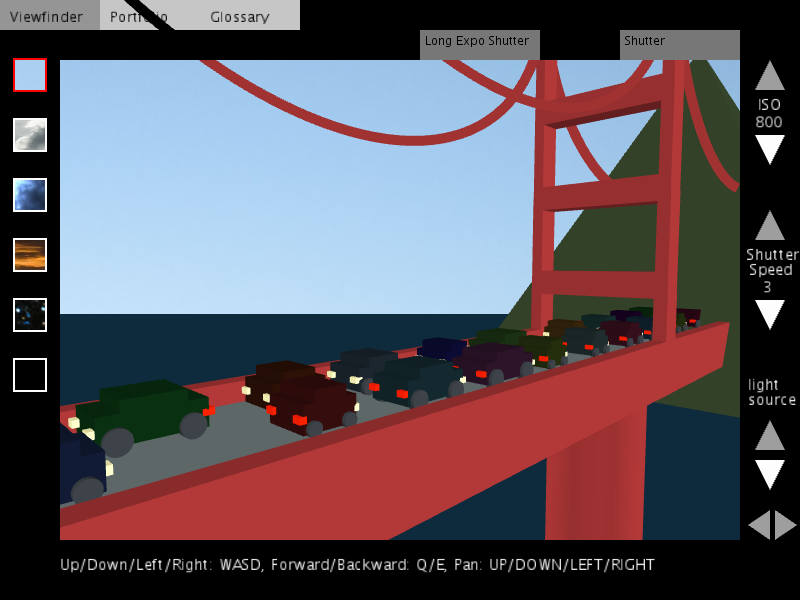 Viewfinder Portfolio Glossary
Long Expo Shutter Shutter
ISO
800
Shutter
Speed
3
light
source
Up/Down/Left/Right: WASD, Forward/Backward: Q/E, Pan: UP/DOWN/LEFT/RIGHT